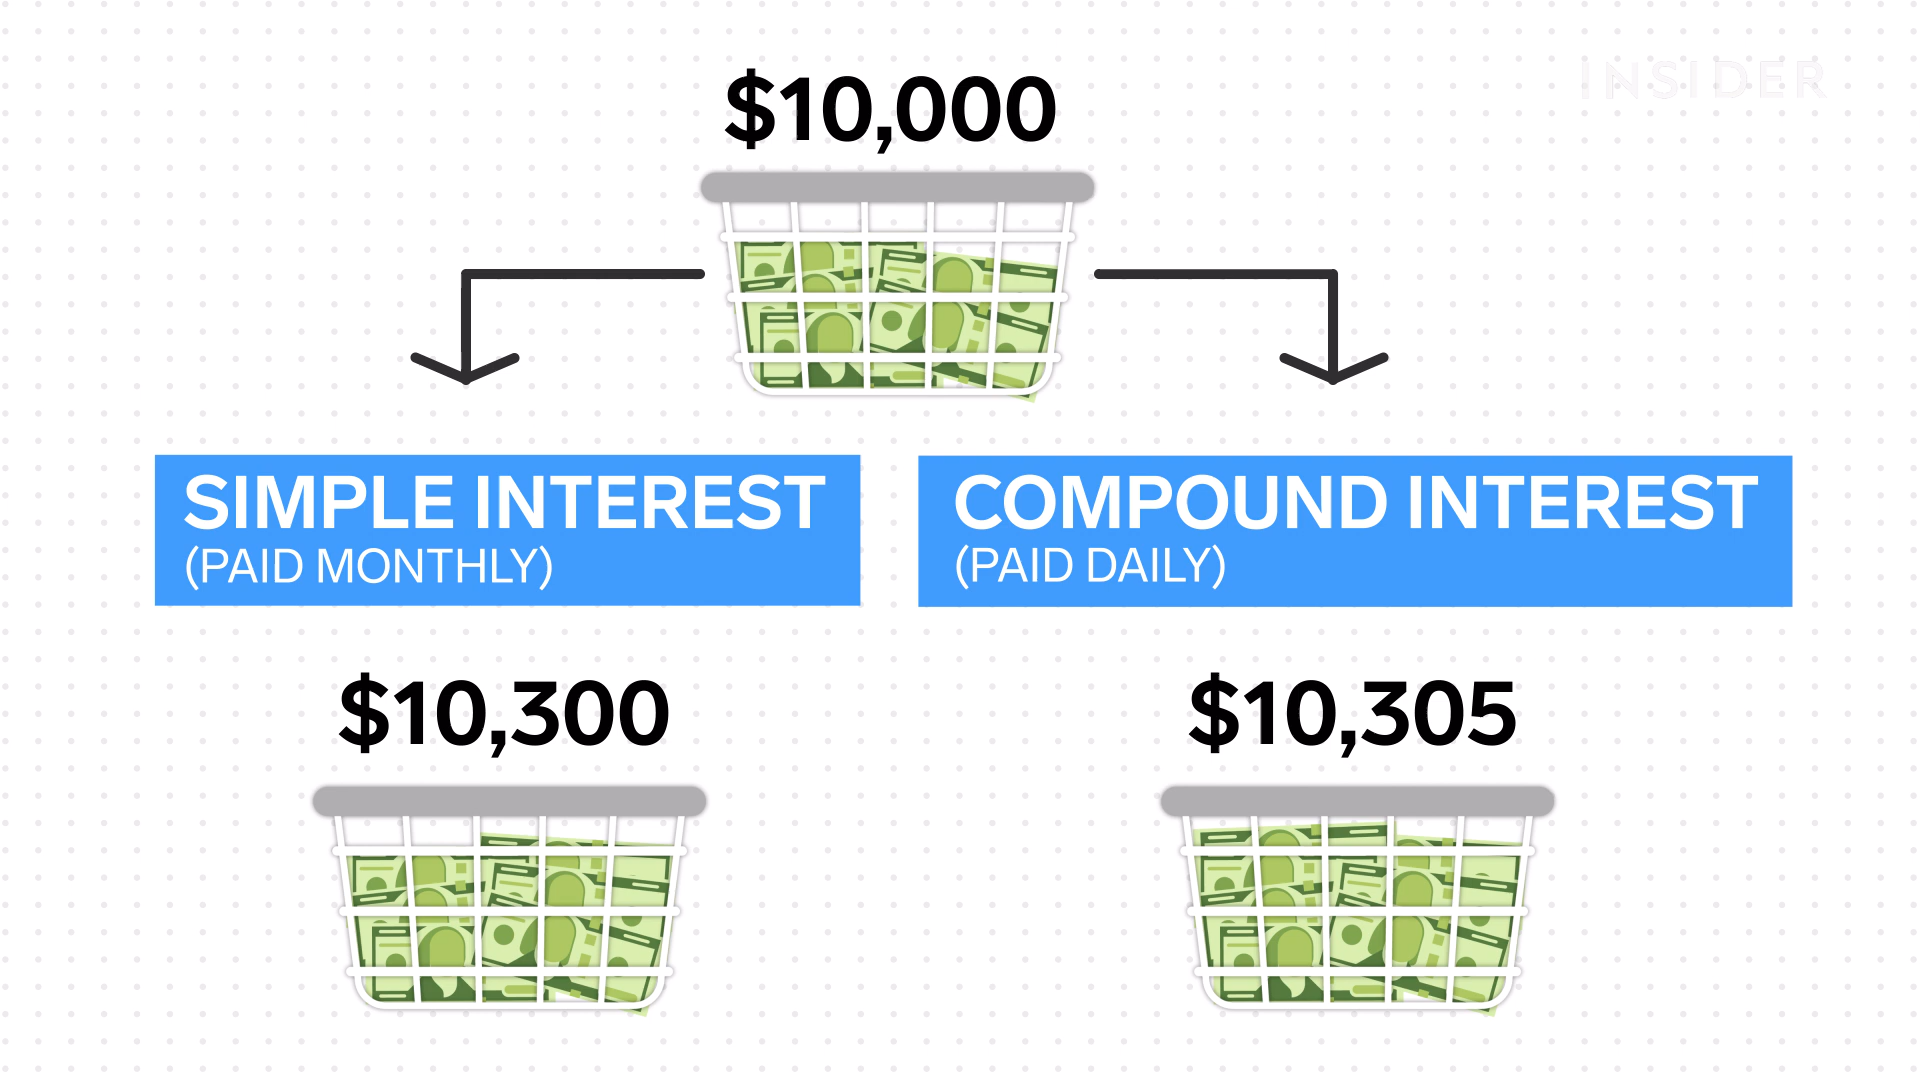 INSIDER
$10,000
SIMPLE INTEREST
(PAID MONTHLY)
COMPOUND INTEREST
(PAID DAILY)
$10,300
$10,305